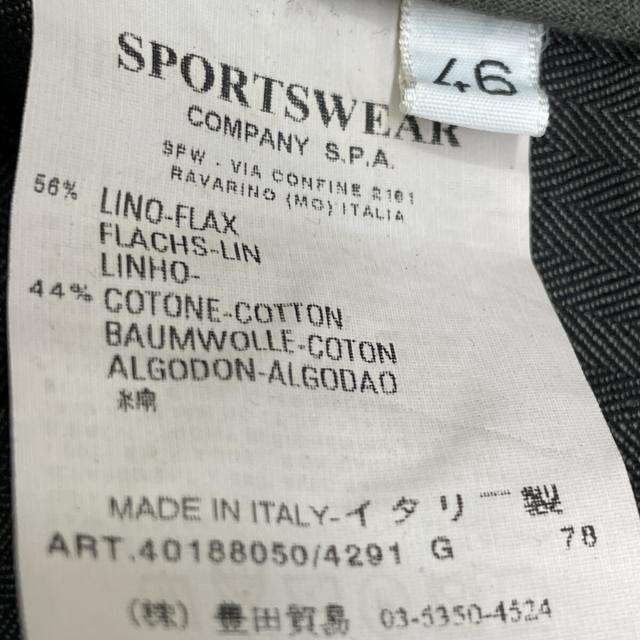 46
SPORTSWEAR
COMPANY S.P.A.
SPW - VIA CONFINE 2161
RAVARINO (MO) ITALIA
56% LINO-FLAX
FLACHS-LIN
LINHO-
44% COTONE-COTTON
BAUMWOLLE-COTON
ALGODON-ALGODAO
MADE IN ITALY-イタリー製
ART.40188050/4291 G 78
(株) 豊田貿易 03-5350-4524